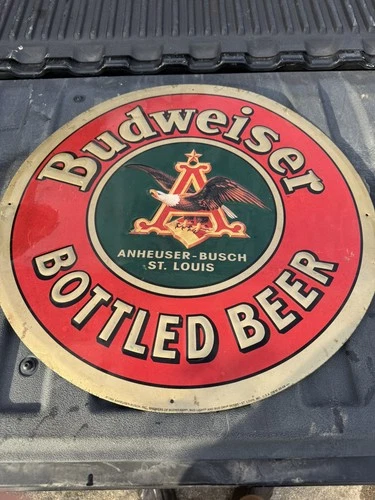 Budweiser
ANHEUSER-BUSCH
ST. LOUIS
BOTTLED BEER